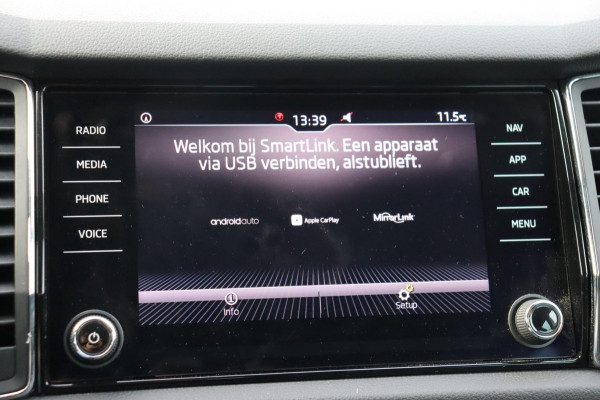 13:39
11.5°C
RADIO
MEDIA
PHONE
VOICE
Welkom bij SmartLink. Een apparaat
via USB verbinden, alstublieft.
androidauto
Apple CarPlay
MirrorLink
Info
Setup
NAV
APP
CAR
MENU